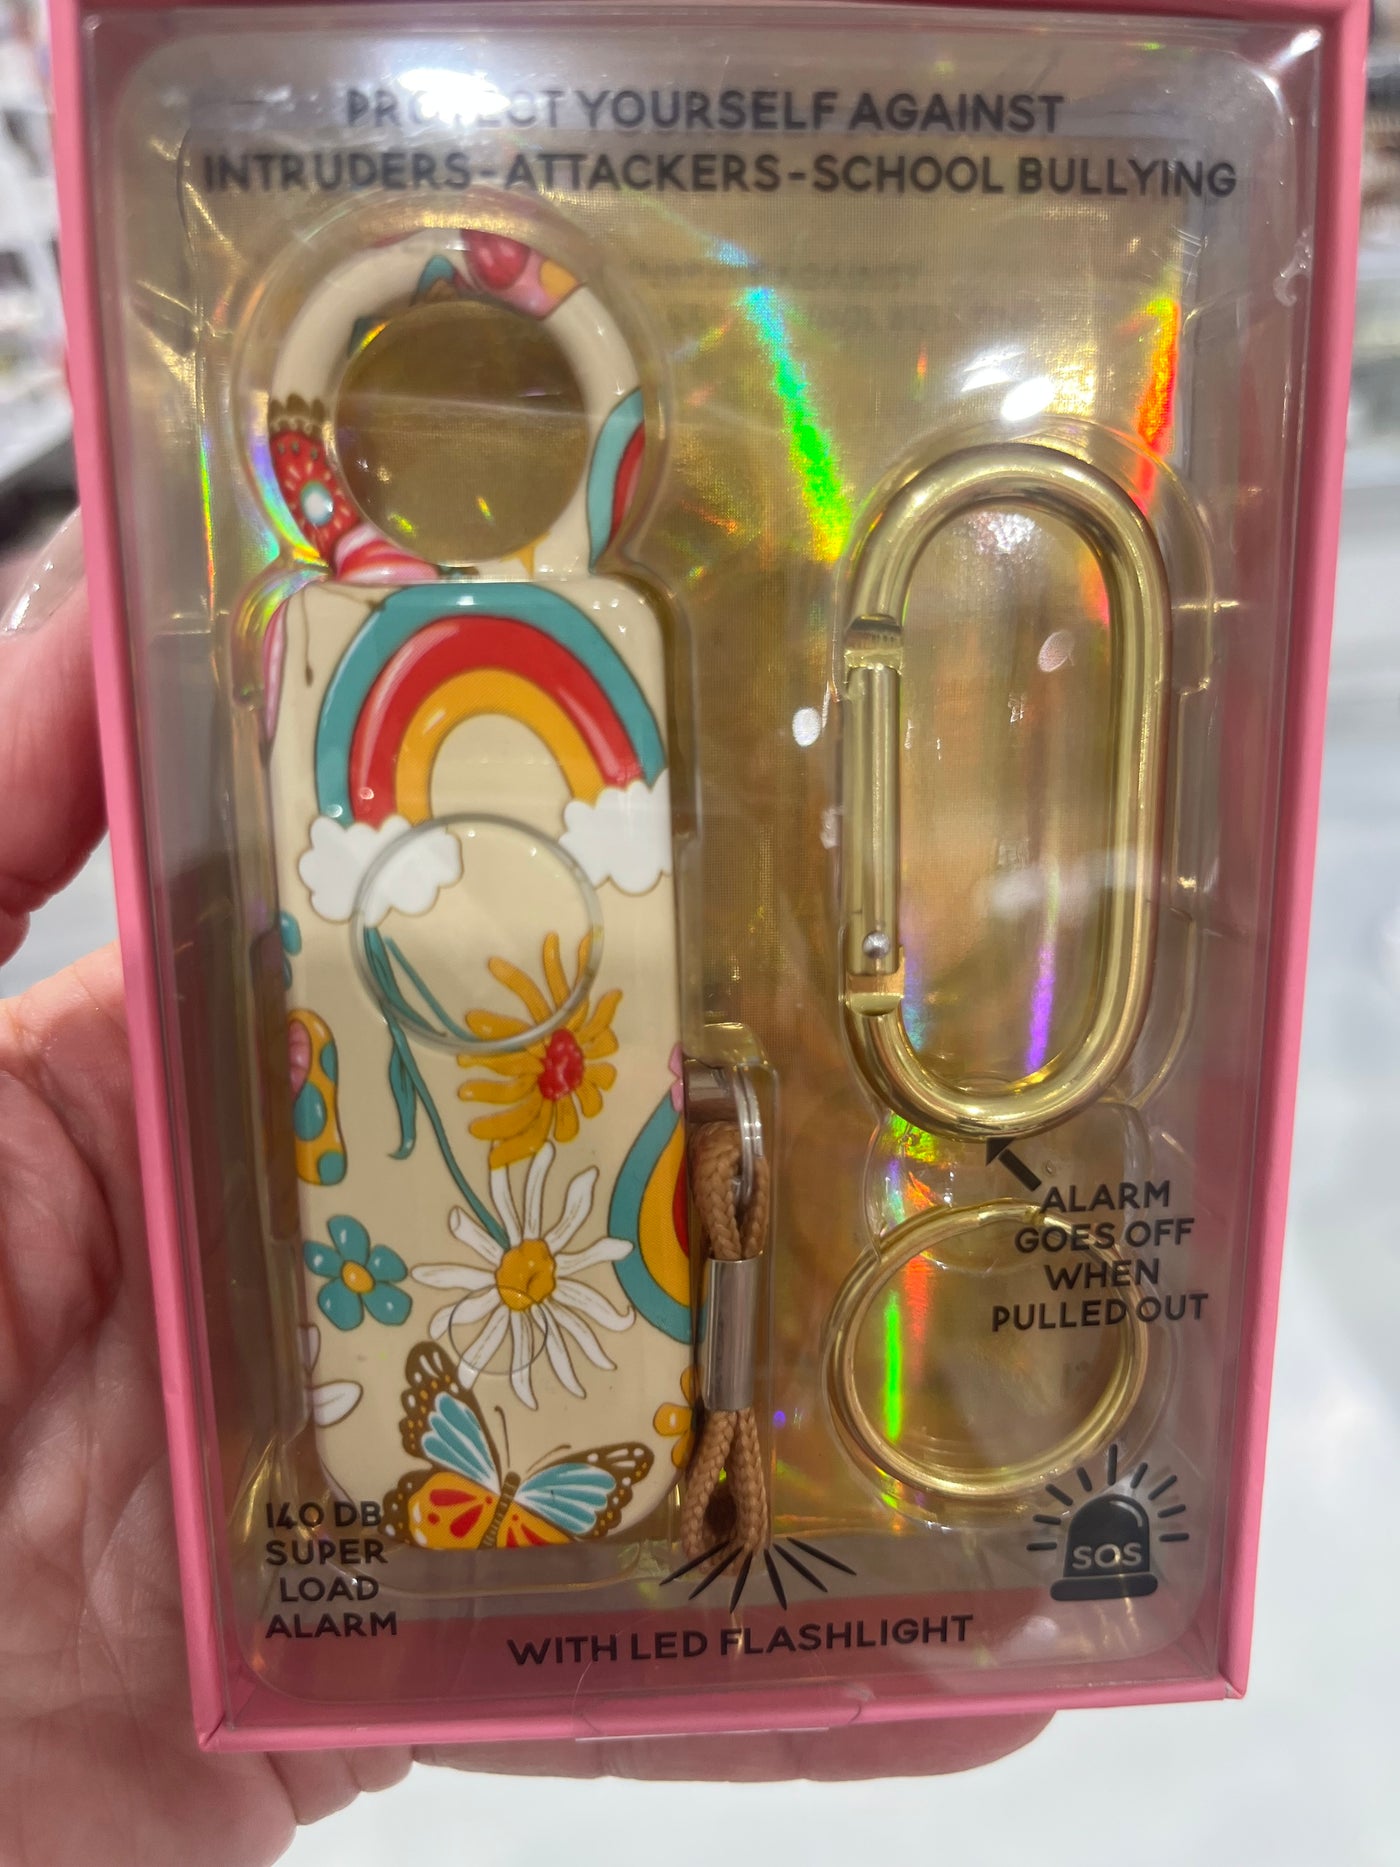 PROTECT YOURSELF AGAINST
INTRUDERS-ATTACKERS-SCHOOL BULLYING
ALARM
GOES OFF
WHEN
PULLED OUT
140 DB
SUPER
LOAD
ALARM
SOS
WITH LED FLASHLIGHT